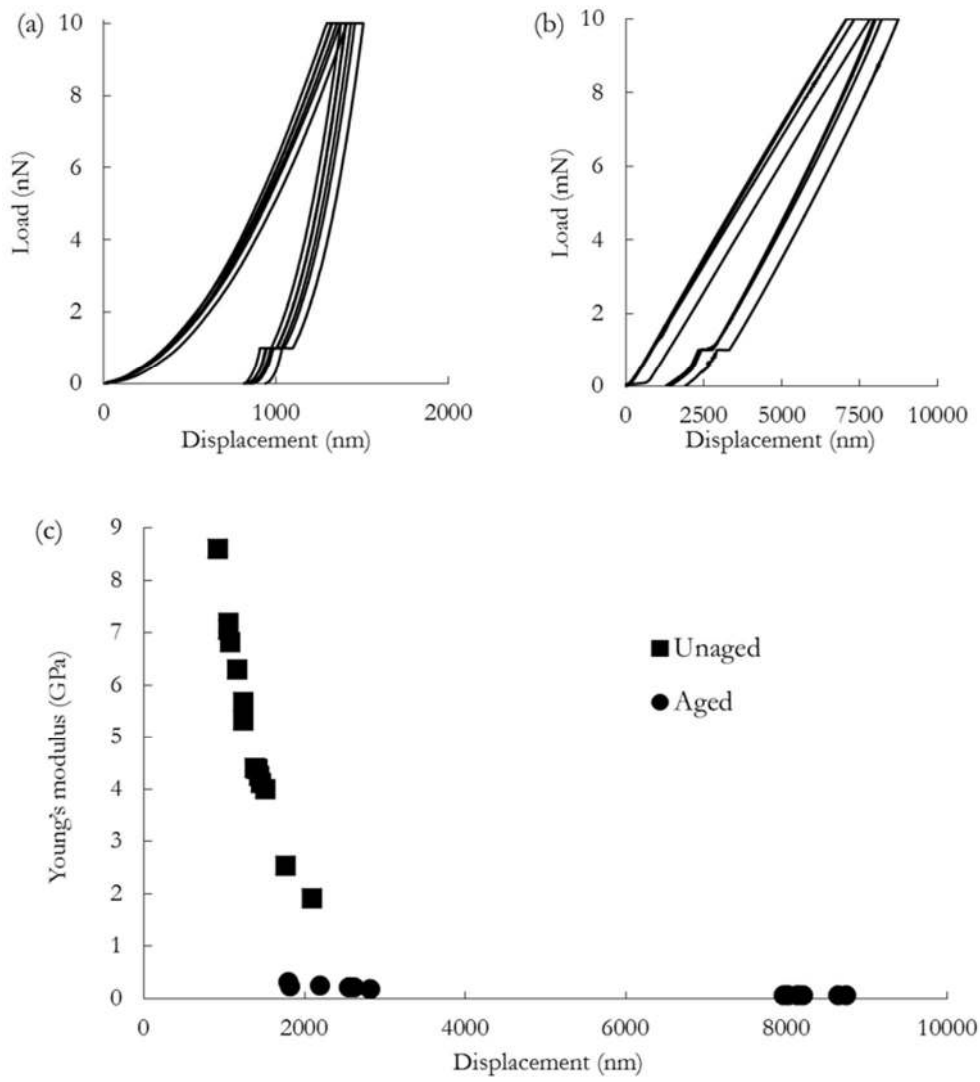 (a)
10
8
6
4
2
0
Load (nN)
0 1000 2000
Displacement (nm)
(b)
10
8
6
4
2
0
Load (mN)
0 2500 5000 7500 10000
Displacement (nm)
(c)
9
8
7
6
5
4
3
2
1
0
Young's modulus (GPa)
Unaged
Aged
0 2000 4000 6000 8000 10000
Displacement (nm)